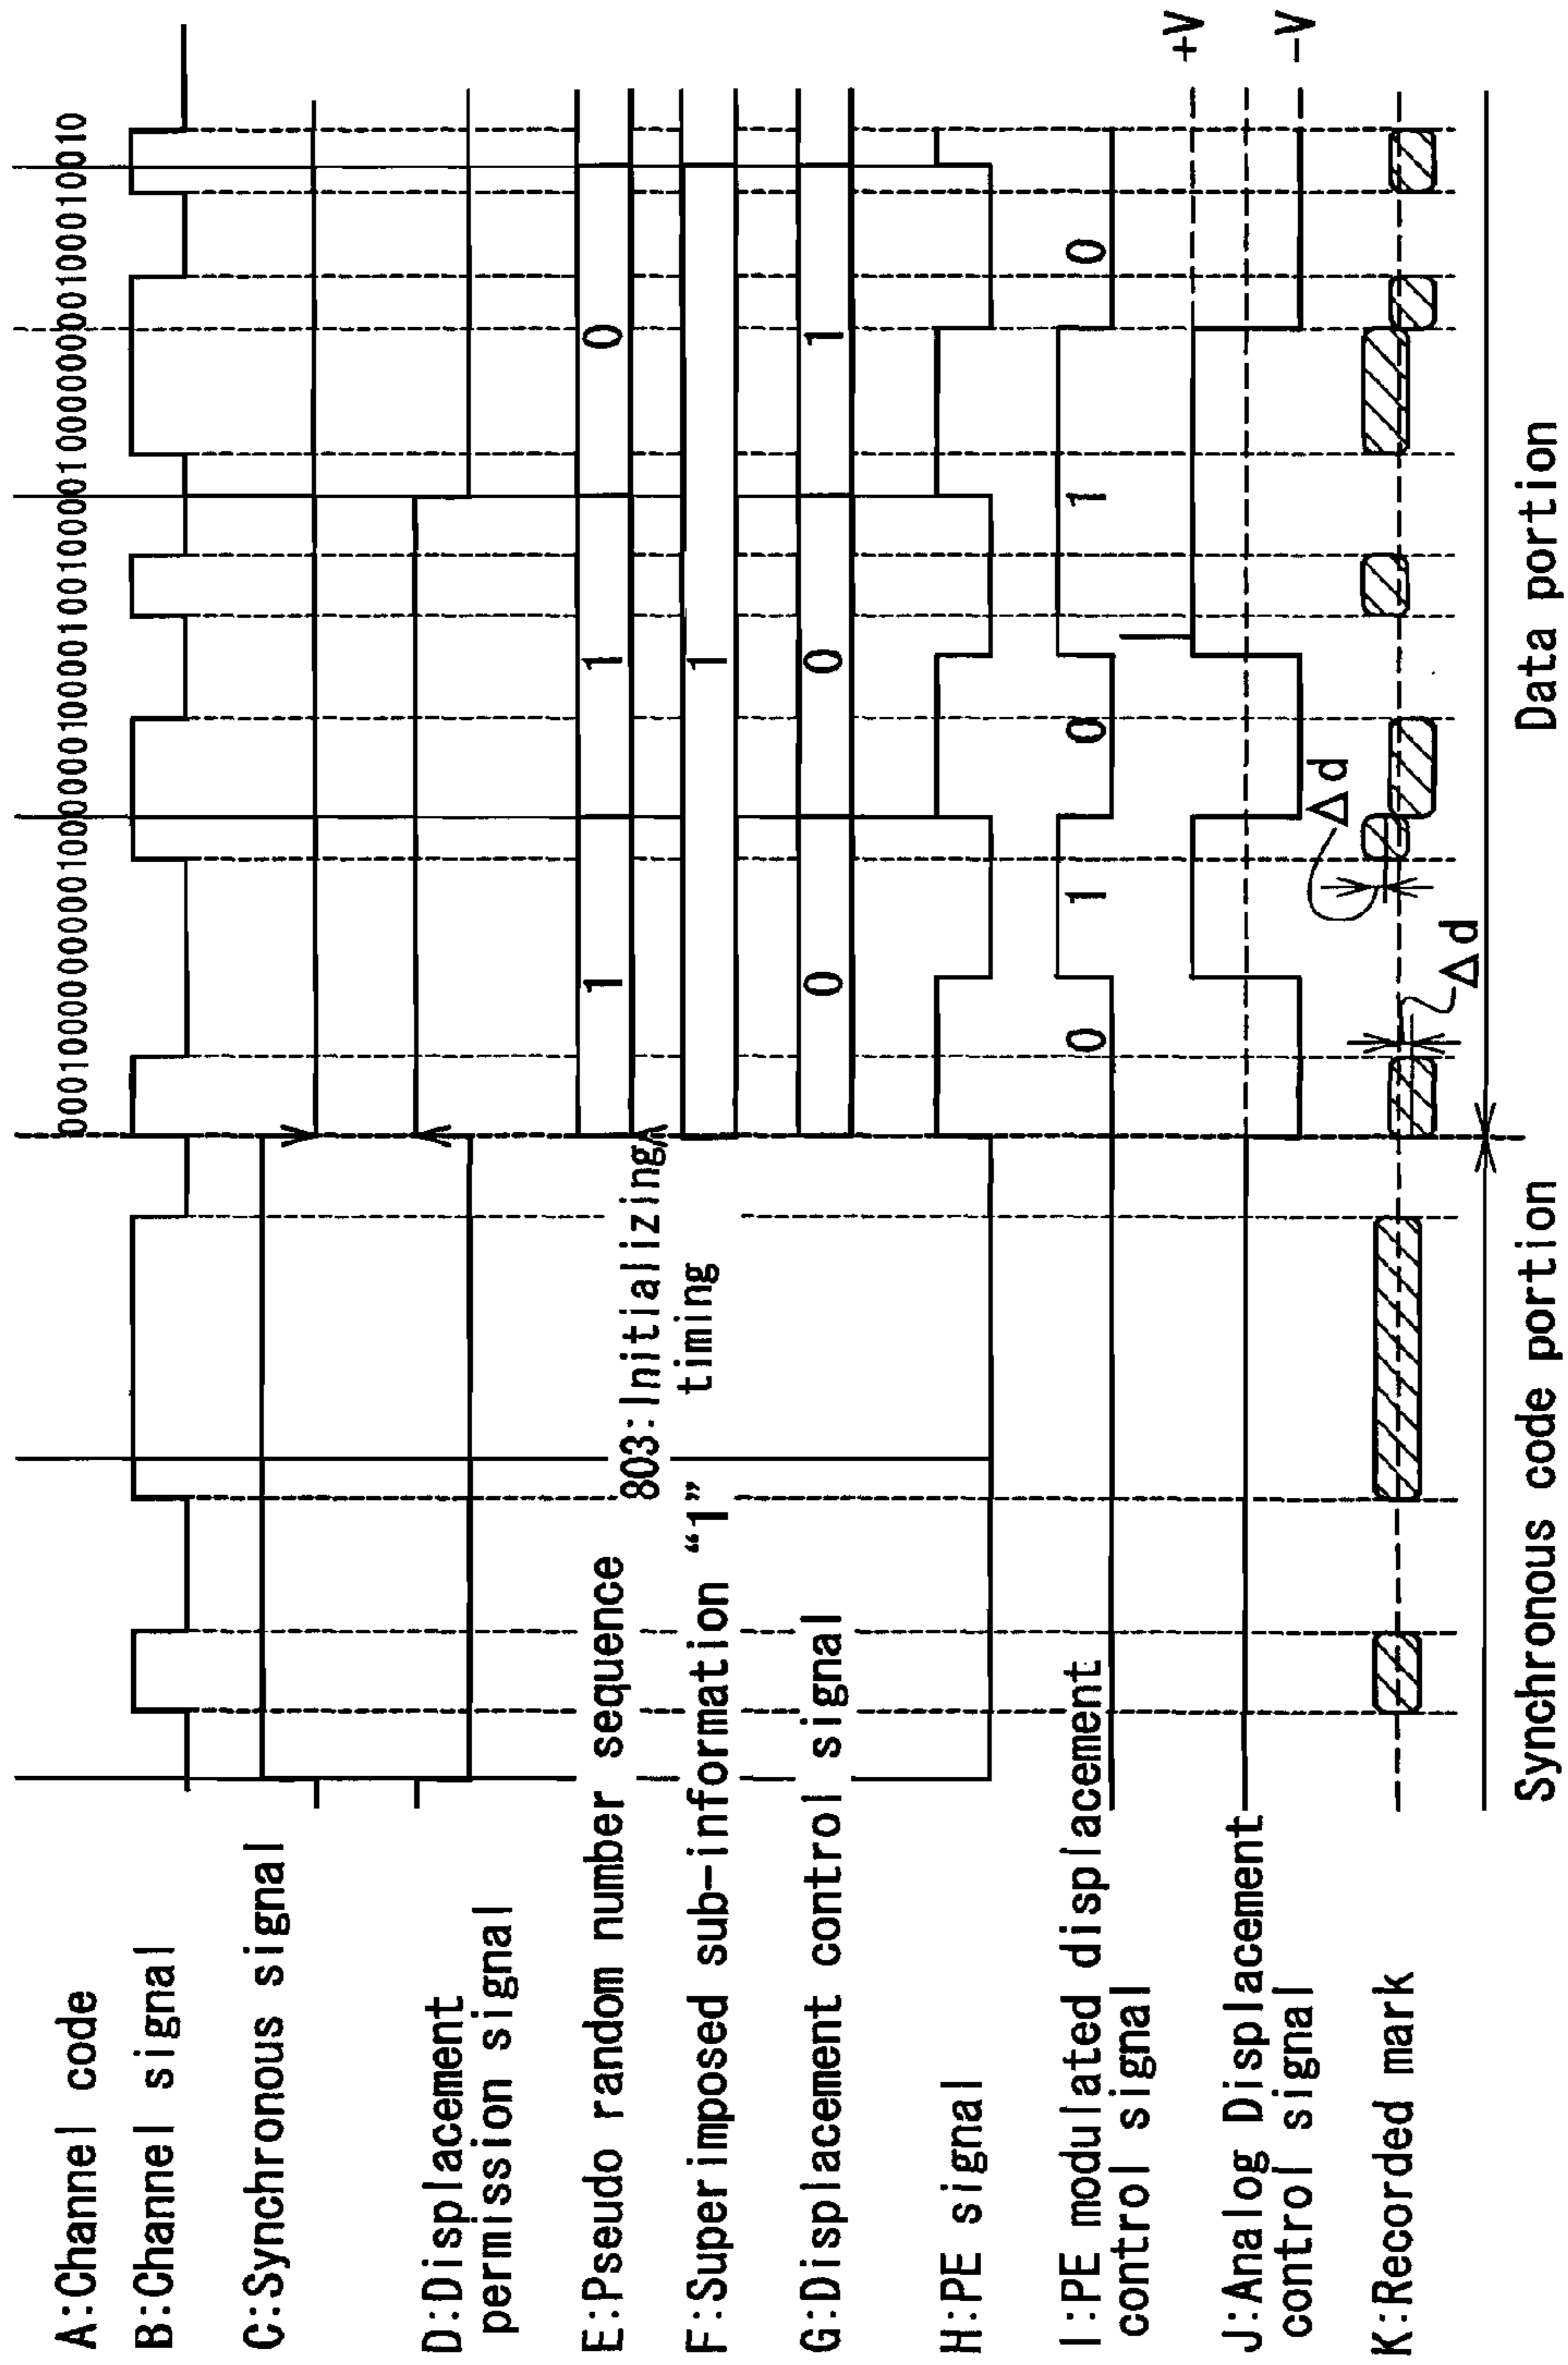 A:Channel code
000100000000010000001000010010000100000000100010010
B:Channel signal
C:Synchronous signal
D:Displacement
permission signal
E:Pseudo random number sequence
1 1 0
803:Initializing
timing
F:Superimposed sub-information “1”
1
G:Displacement control signal
0 0 1
H:PE signal
I:PE modulated displacement
control signal
0 1 0 1 0
J:Analog Displacement
control signal
+V
-V
K:Recorded mark
Δd
Δd
Synchronous code portion
Data portion